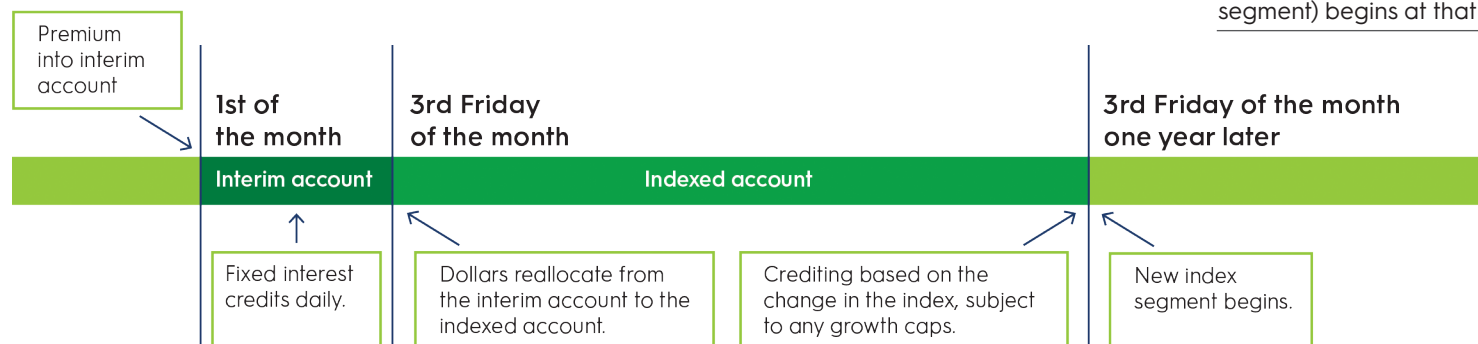 segment) begins at that
Premium
into interim
account
1st of
the month
3rd Friday
of the month
3rd Friday of the month
one year later
Interim account
Indexed account
Fixed interest
credits daily.
Dollars reallocate from
the interim account to the
indexed account.
Crediting based on the
change in the index, subject
to any growth caps.
New index
segment begins.